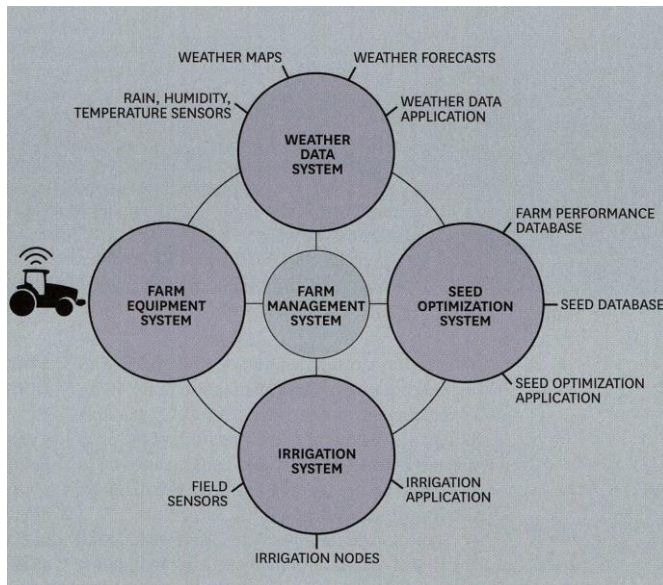 WEATHER MAPS
WEATHER FORECASTS
RAIN, HUMIDITY,
TEMPERATURE SENSORS
WEATHER DATA
APPLICATION
WEATHER
DATA
SYSTEM
FARM PERFORMANCE
DATABASE
FARM
EQUIPMENT
SYSTEM
FARM
MANAGEMENT
SYSTEM
SEED
OPTIMIZATION
SYSTEM
SEED DATABASE
SEED OPTIMIZATION
APPLICATION
IRRIGATION
SYSTEM
FIELD
SENSORS
IRRIGATION
APPLICATION
IRRIGATION NODES